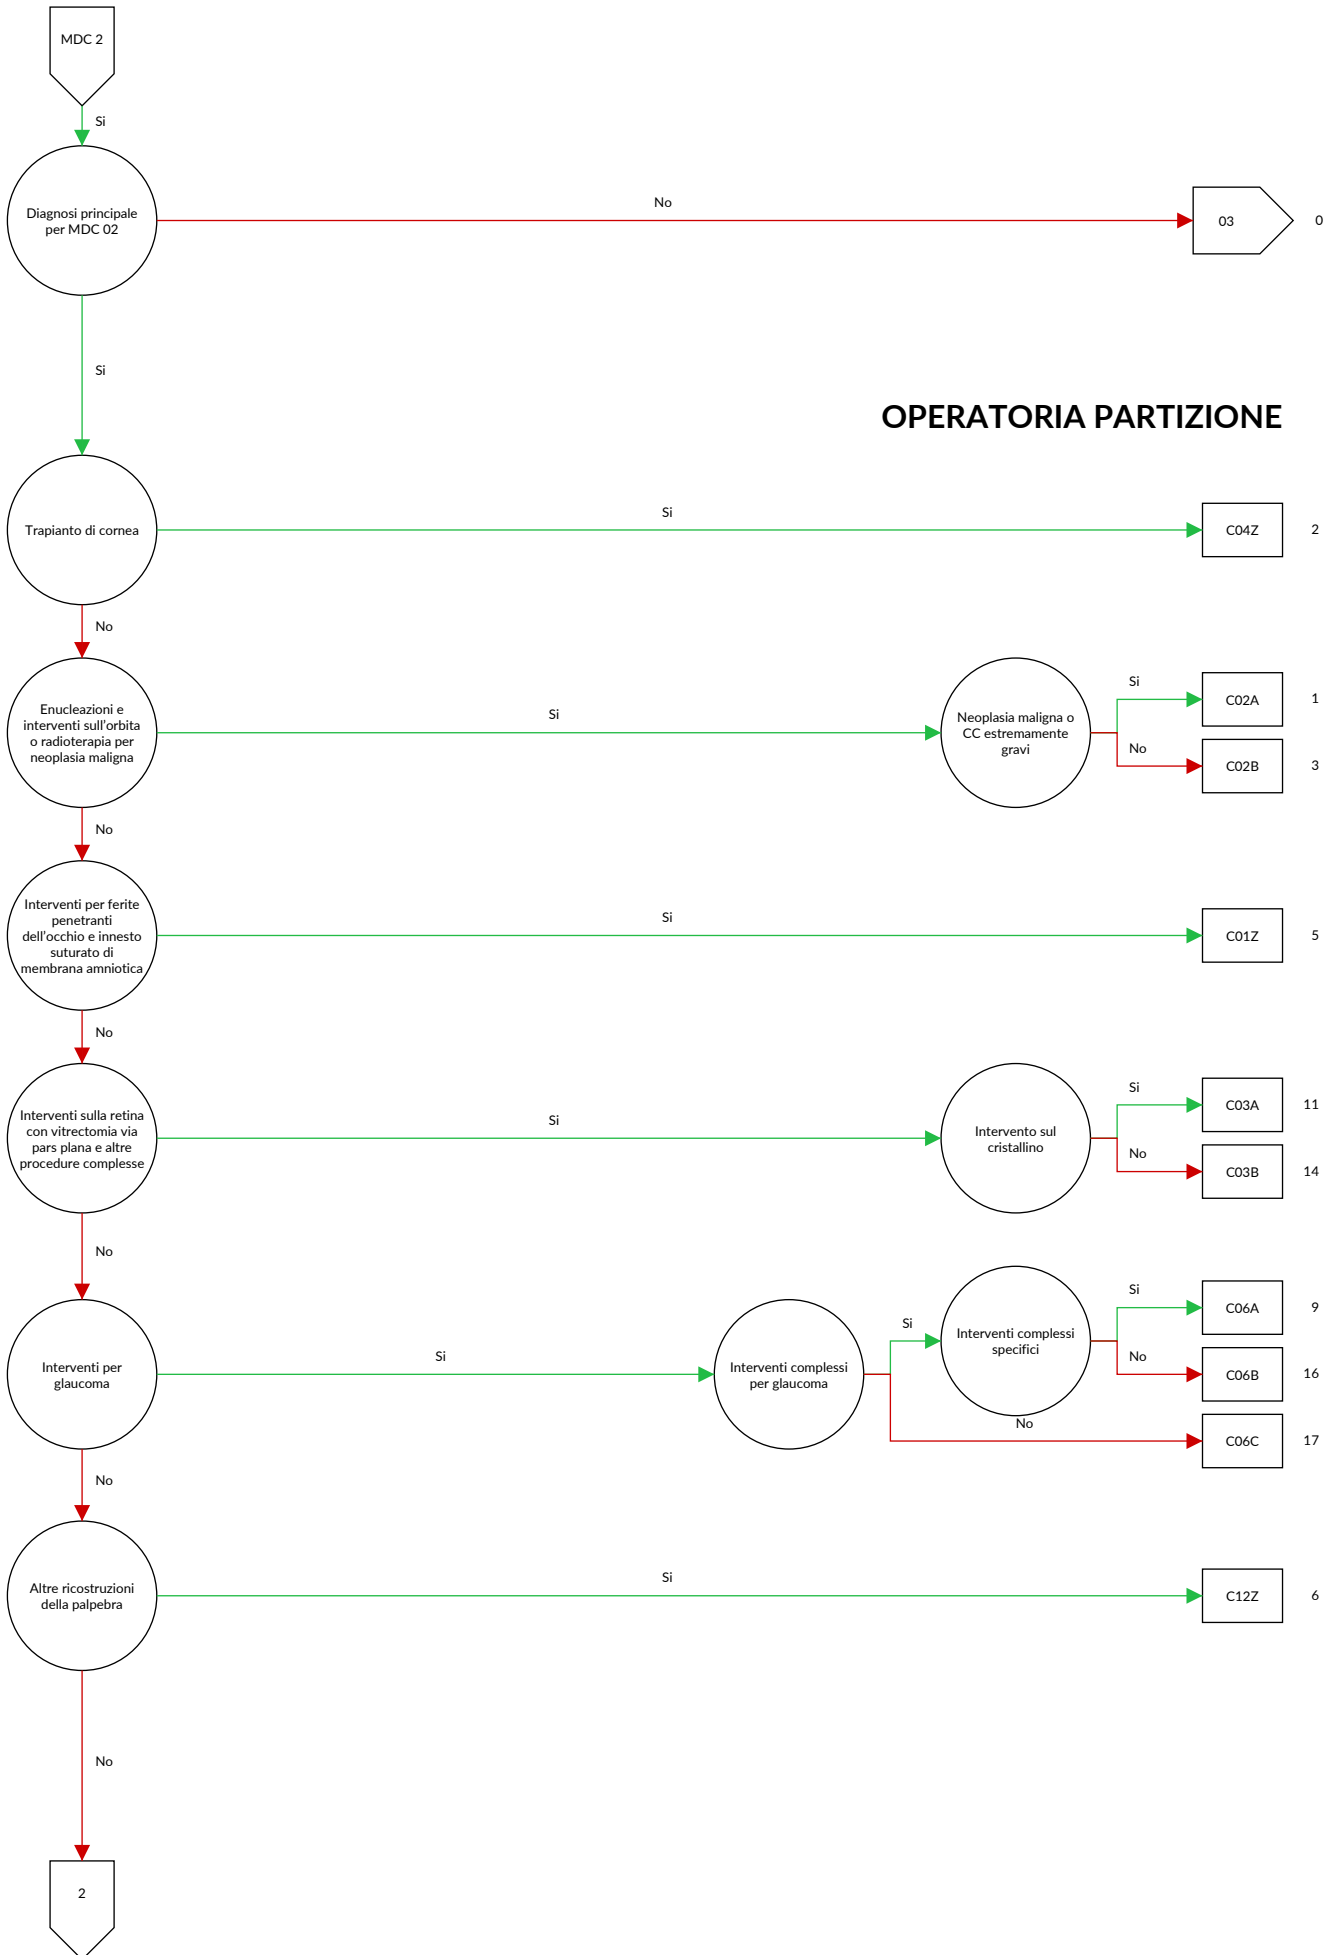 MDC 2
Si
Diagnosi principale
per MDC 02
No
03
0
Si
OPERATORIA PARTIZIONE
Trapianto di cornea
Si
C04Z
2
No
Enucleazioni e
interventi sull'orbita
o radioterapia per
neoplasia maligna
Si
Neoplasia maligna o
CC estremamente
gravi
Si
C02A
1
No
C02B
3
No
Interventi per ferite
penetranti
dell'occhio e innesto
suturato di
membrana amniotica
Si
C01Z
5
No
Interventi sulla retina
con vitrectomia via
pars plana e altre
procedure complesse
Si
Intervento sul
cristallino
Si
C03A
11
No
C03B
14
No
Interventi per
glaucoma
Si
Interventi complessi
per glaucoma
Si
Interventi complessi
specifici
Si
C06A
9
No
C06B
16
No
C06C
17
No
Altre ricostruzioni
della palpebra
Si
C12Z
6
No
2